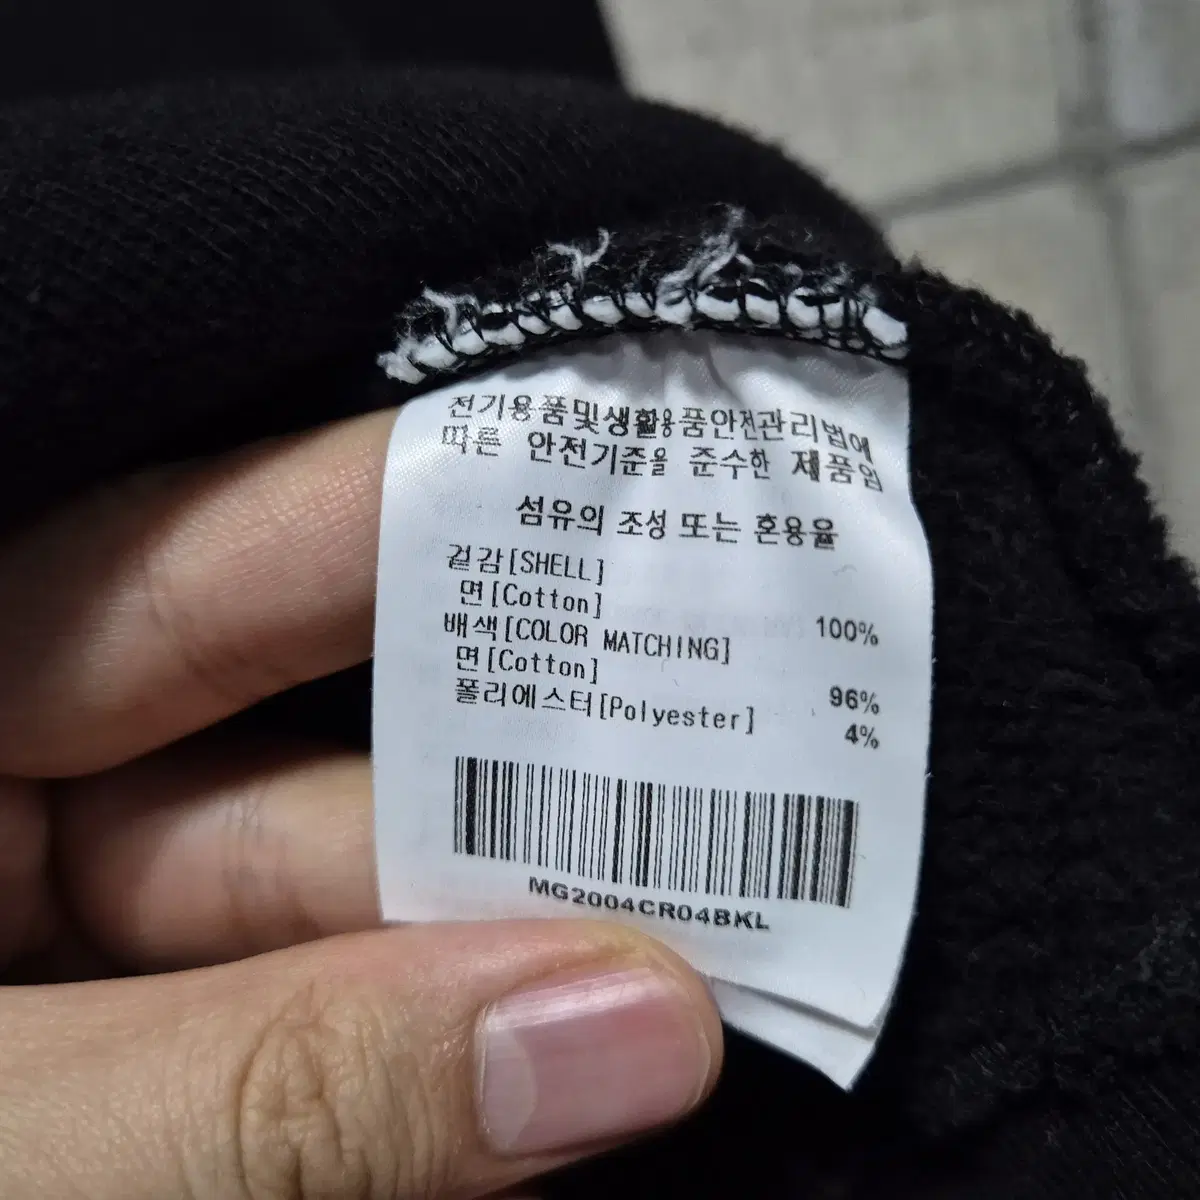 전기용품및생활용품안전관리법에
따른 안전기준을 준수한 제품임
섬유의 조성 또는 혼용율
겉감[SHELL]
면[Cotton] 100%
배색[COLOR MATCHING]
면[Cotton] 96%
폴리에스터[Polyester] 4%
MG2004CR04BKL